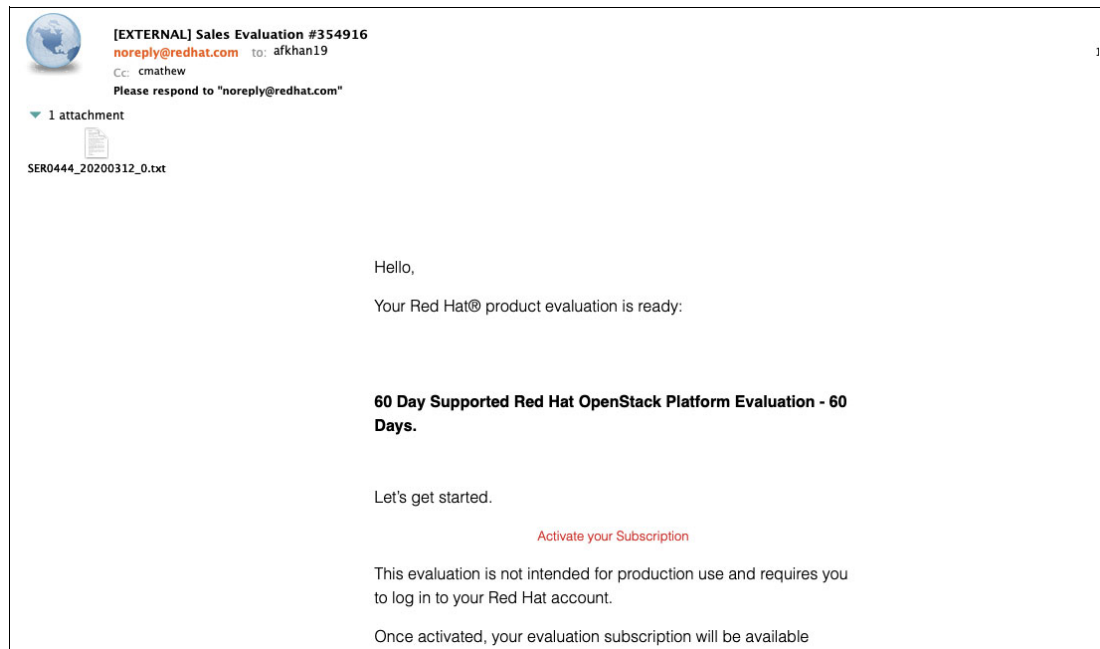 [EXTERNAL] Sales Evaluation #354916
noreply@redhat.com to: afkhan19
Cc: cmathew
Please respond to "noreply@redhat.com"
1 attachment
SER0444_20200312_0.txt
Hello,
Your Red Hat® product evaluation is ready:
60 Day Supported Red Hat OpenStack Platform Evaluation - 60
Days.
Let's get started.
Activate your Subscription
This evaluation is not intended for production use and requires you
to log in to your Red Hat account.
Once activated, your evaluation subscription will be available